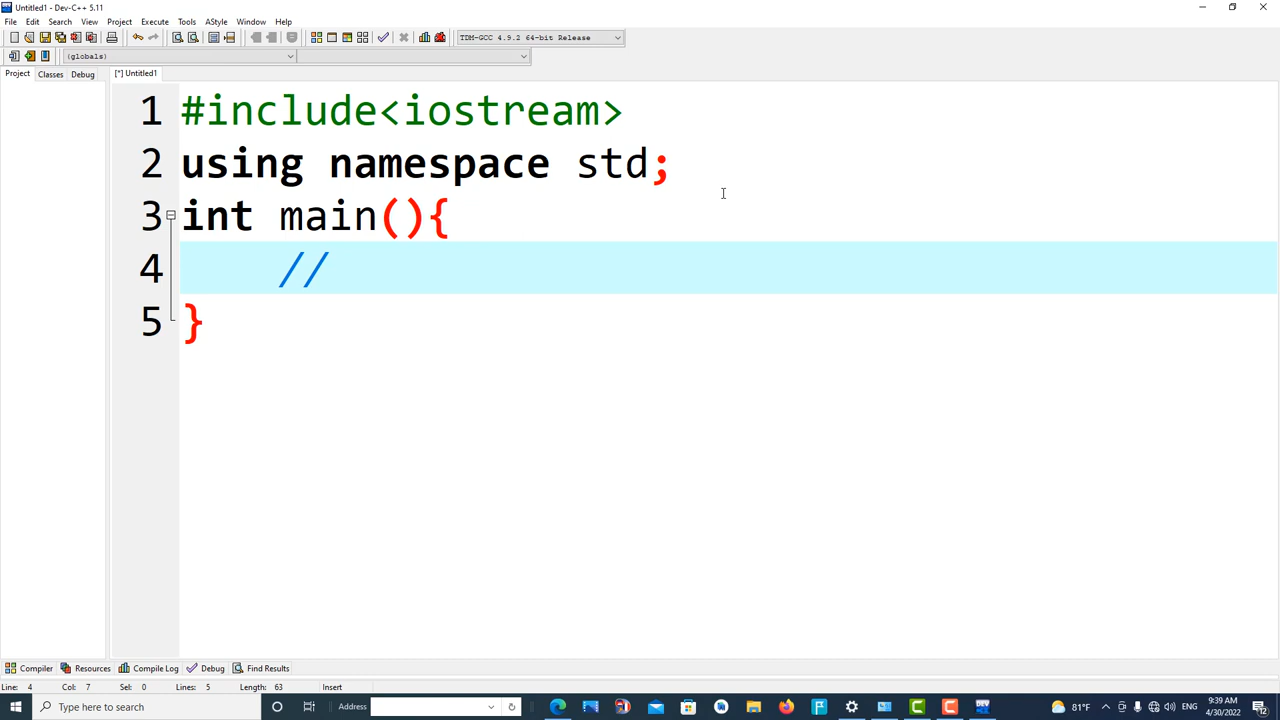 Untitled1 - Dev-C++ 5.11
File Edit Search View Project Execute Tools AStyle Window Help
TDM-GCC 4.9.2 64-bit Release
(globals)
Project Classes Debug [*] Untitled1
1 #include<iostream>
2 using namespace std;
3 int main(){
4 //
5 }
Compiler Resources Compile Log Debug Find Results
Line: 4 Col: 7 Sel: 0 Lines: 5 Length: 63 Insert
Type here to search Address 81°F ENG 9:39 AM
4/30/2022